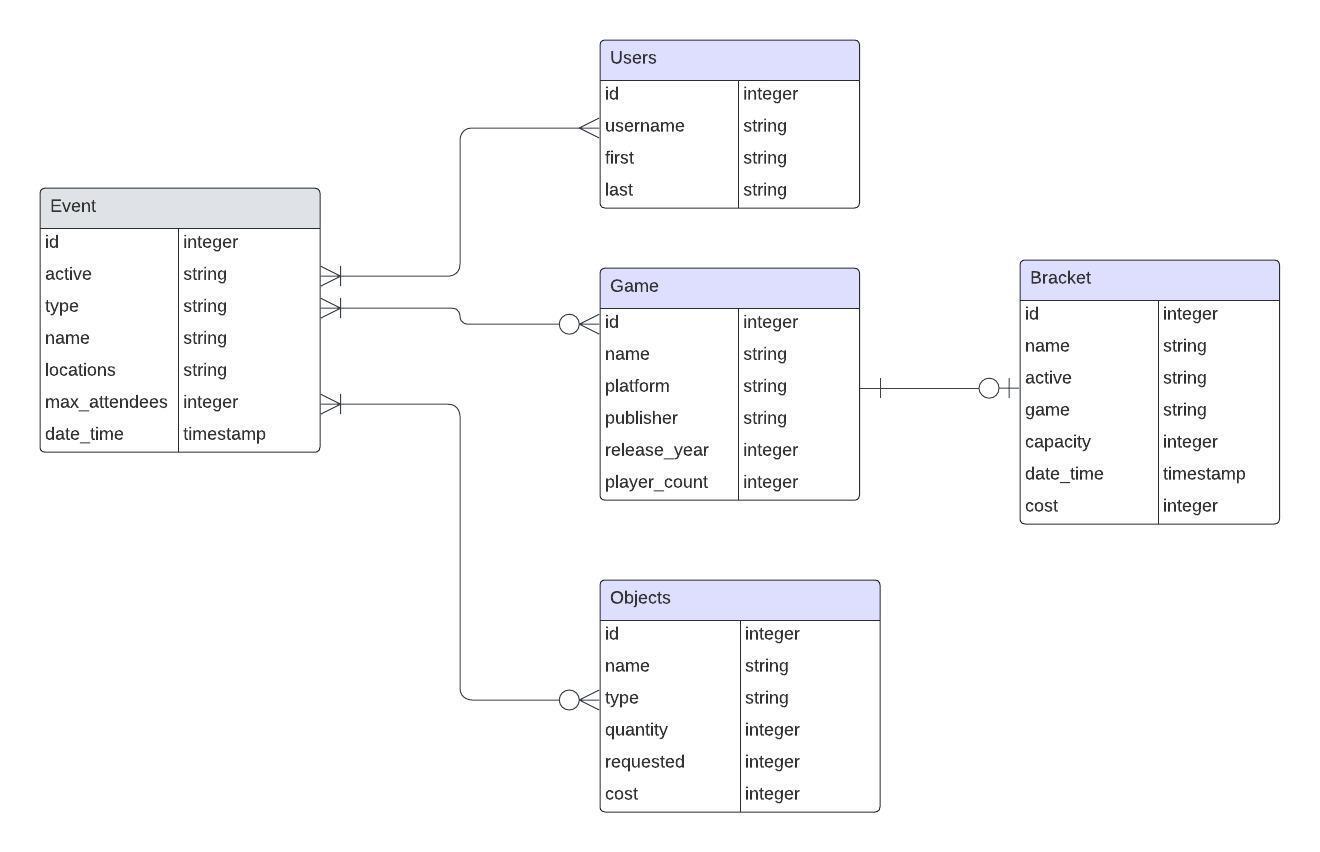 Users
id integer
username string
first string
last string
Event
id integer
active string
type string
name string
locations string
max_attendees integer
date_time timestamp
Game
id integer
name string
platform string
publisher string
release_year integer
player_count integer
Bracket
id integer
name string
active string
game string
capacity integer
date_time timestamp
cost integer
Objects
id integer
name string
type string
quantity integer
requested integer
cost integer